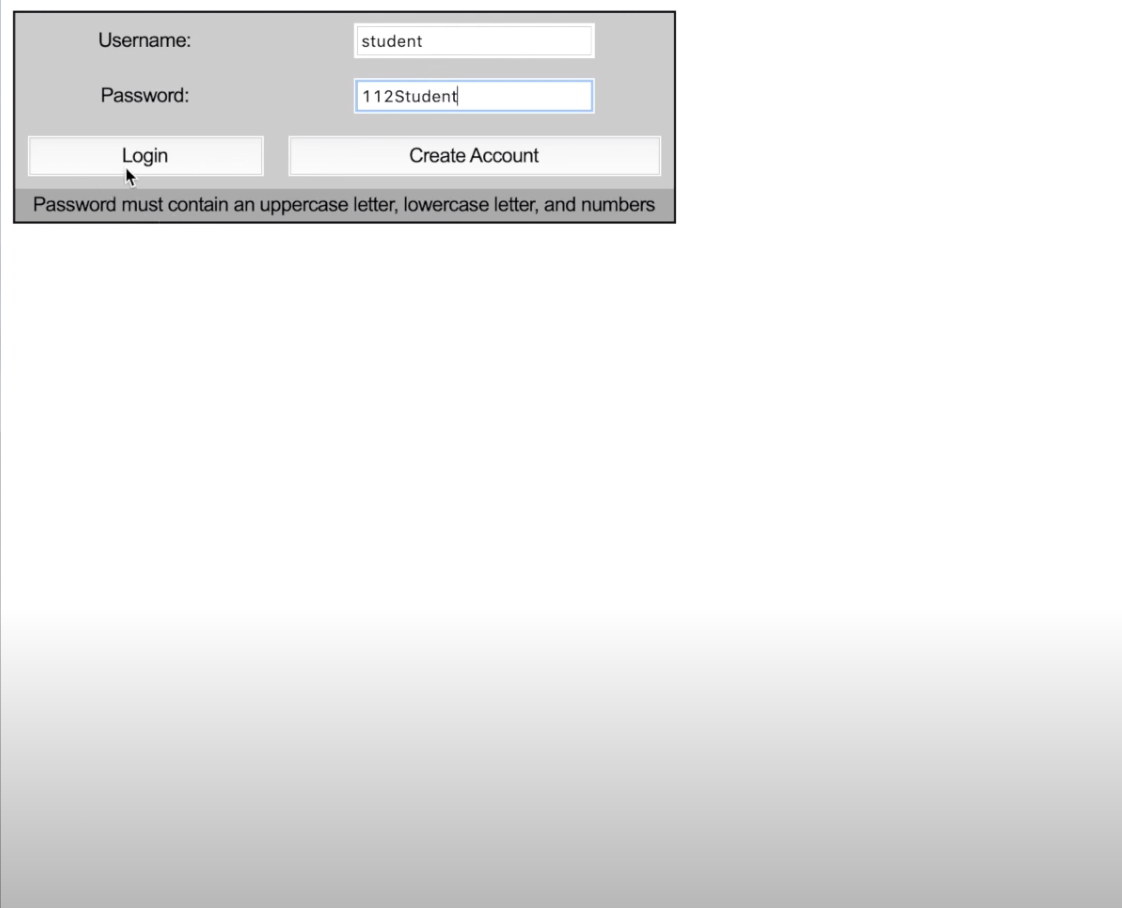 Username: student
Password: 112Student
Login Create Account
Password must contain an uppercase letter, lowercase letter, and numbers